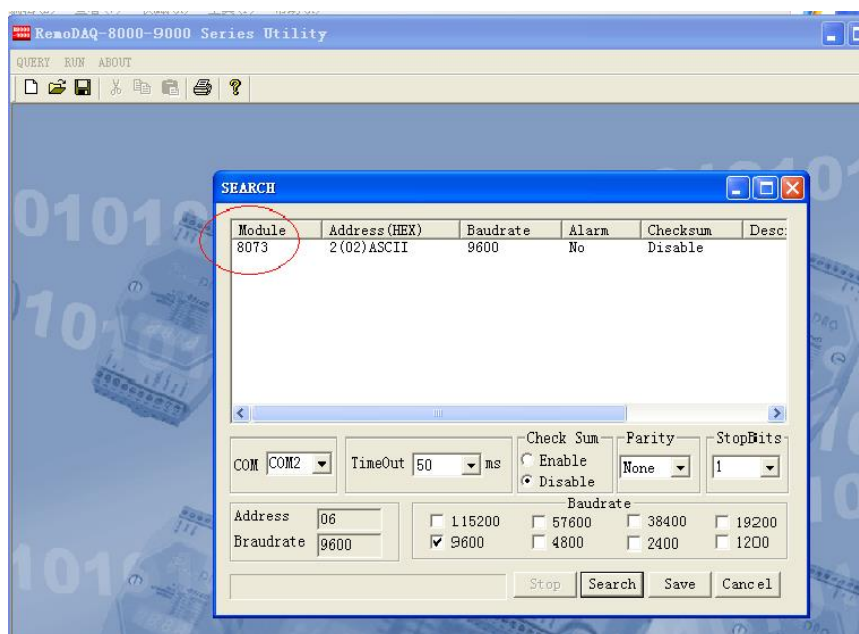 RemoDAQ-8000-9000 Series Utility
QUERY RUN ABOUT
SEARCH
Module Address(HEX) Baudrate Alarm Checksum Desc:
8073 2(02)ASCII 9600 No Disable
COM COM2 TimeOut 50 ms
Check Sum
Enable
Disable
Parity
None
StopBits
1
Address 06
Braudrate 9600
Baudrate
115200 57600 38400 19200
9600 4800 2400 1200
Stop Search Save Cancel